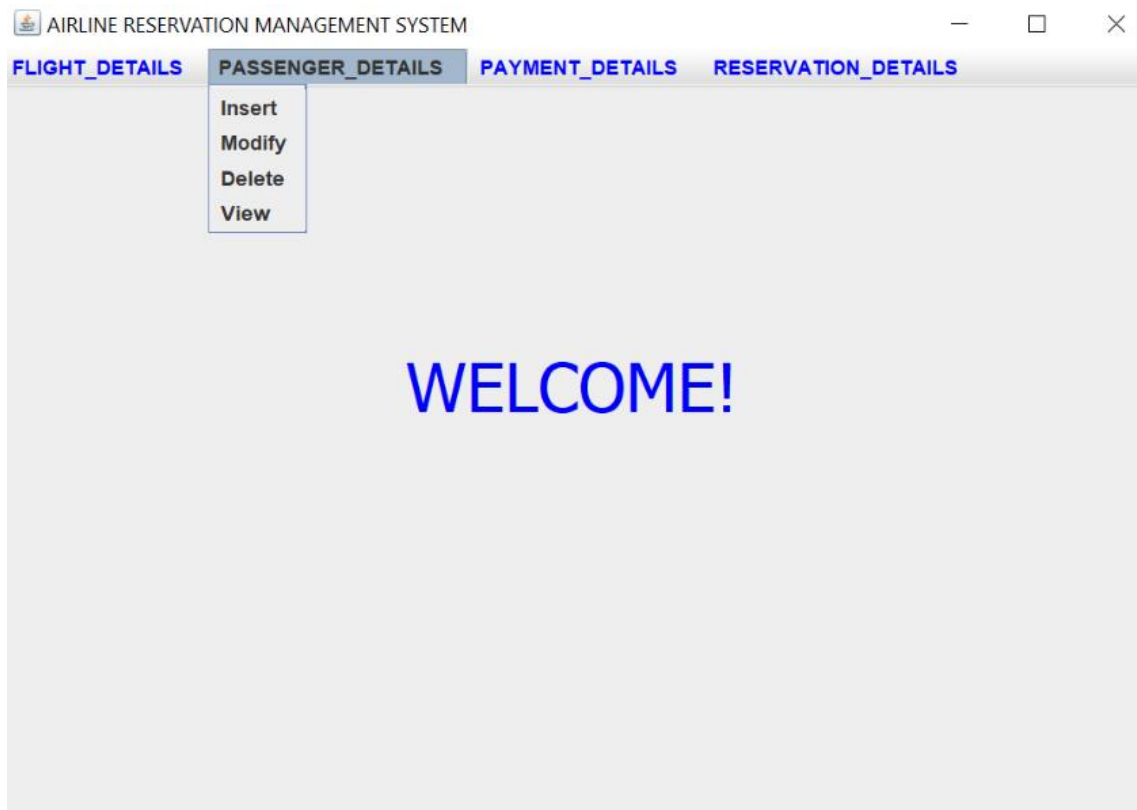 AIRLINE RESERVATION MANAGEMENT SYSTEM
FLIGHT_DETAILS PASSENGER_DETAILS PAYMENT_DETAILS RESERVATION_DETAILS
Insert
Modify
Delete
View
WELCOME!